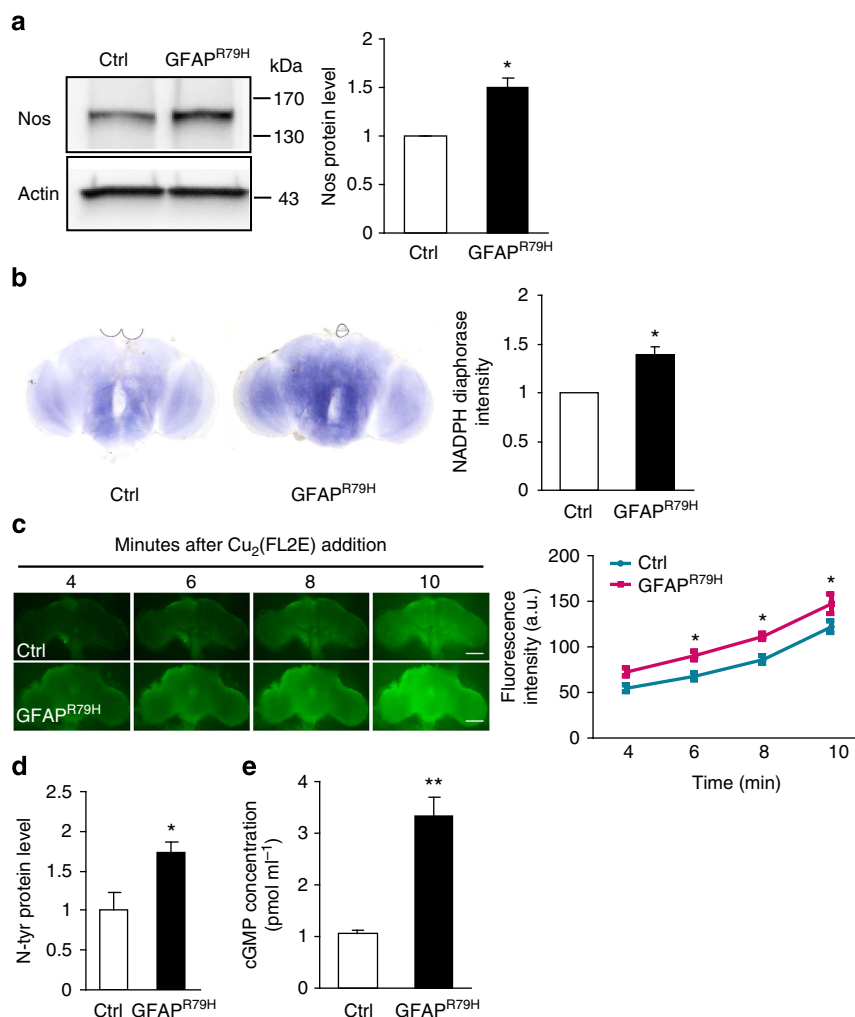 a
Ctrl GFAP^R79H kDa
Nos
170
130
Actin
43
Nos protein level
2
1.5
1
0.5
0
*
Ctrl GFAP^R79H
b
Ctrl GFAP^R79H
NADPH diaphorase
intensity
2
1.5
1
0.5
0
*
Ctrl GFAP^R79H
c
Minutes after Cu₂(FL2E) addition
4 6 8 10
Ctrl
GFAP^R79H
Fluorescence
intensity (a.u.)
200
150
100
50
0
Ctrl
GFAP^R79H
* * *
4 6 8 10
Time (min)
d
N-tyr protein level
2.5
2
1.5
1
0.5
0
*
Ctrl GFAP^R79H
e
cGMP concentration
(pmol ml⁻¹)
4
3
2
1
0
**
Ctrl GFAP^R79H